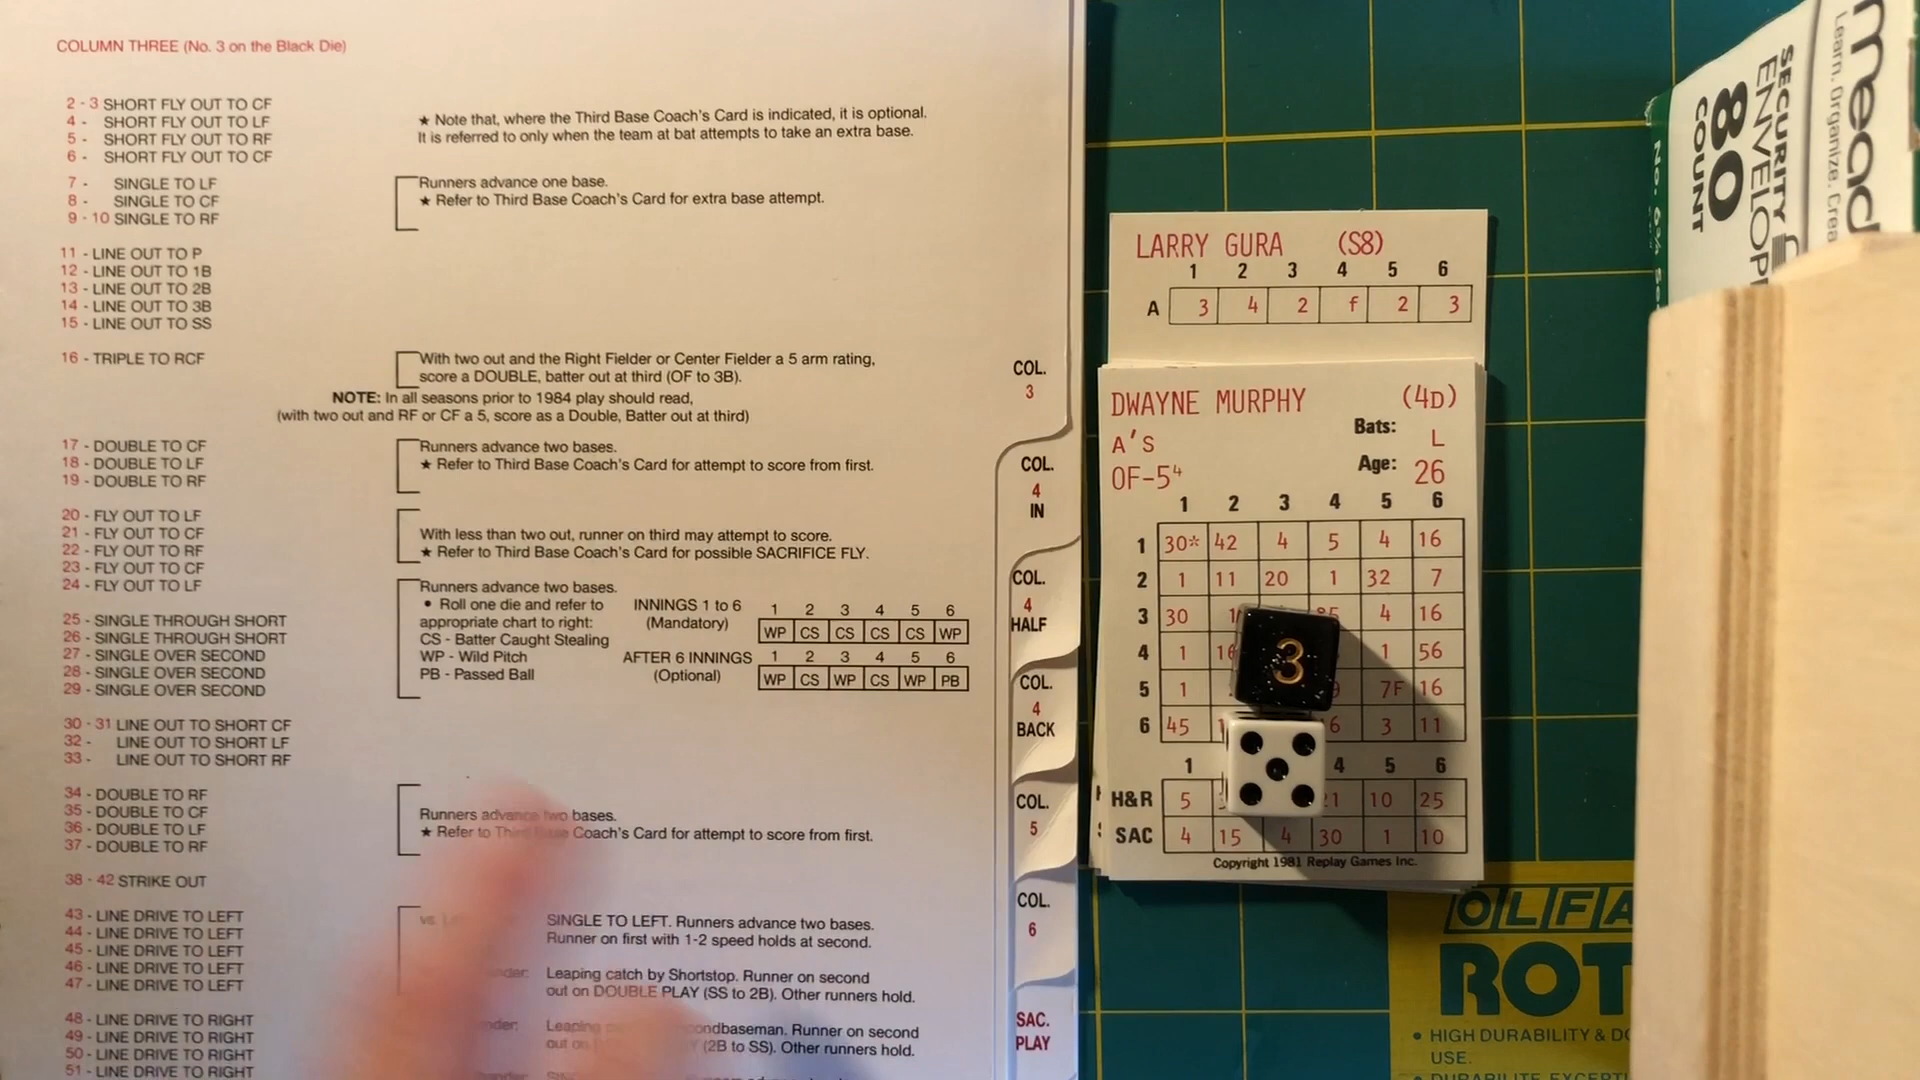 COLUMN THREE (No. 3 on the Black Die)
2 - 3 SHORT FLY OUT TO CF
4 - SHORT FLY OUT TO LF
5 - SHORT FLY OUT TO RF
6 - SHORT FLY OUT TO CF
★ Note that, where the Third Base Coach's Card is indicated, it is optional.
It is referred to only when the team at bat attempts to take an extra base.
7 - SINGLE TO LF
8 - SINGLE TO CF
9 - 10 SINGLE TO RF
Runners advance one base.
★ Refer to Third Base Coach's Card for extra base attempt.
11 - LINE OUT TO P
12 - LINE OUT TO 1B
13 - LINE OUT TO 2B
14 - LINE OUT TO 3B
15 - LINE OUT TO SS
16 - TRIPLE TO RCF
With two out and the Right Fielder or Center Fielder a 5 arm rating,
score a DOUBLE, batter out at third (OF to 3B).
NOTE: In all seasons prior to 1984 play should read,
(with two out and RF or CF a 5, score as a Double, Batter out at third)
17 - DOUBLE TO CF
18 - DOUBLE TO LF
19 - DOUBLE TO RF
Runners advance two bases.
★ Refer to Third Base Coach's Card for attempt to score from first.
20 - FLY OUT TO LF
21 - FLY OUT TO CF
22 - FLY OUT TO RF
23 - FLY OUT TO CF
24 - FLY OUT TO LF
With less than two out, runner on third may attempt to score.
★ Refer to Third Base Coach's Card for possible SACRIFICE FLY.
25 - SINGLE THROUGH SHORT
26 - SINGLE THROUGH SHORT
27 - SINGLE OVER SECOND
28 - SINGLE OVER SECOND
29 - SINGLE OVER SECOND
Runners advance two bases.
• Roll one die and refer to
appropriate chart to right:
CS - Batter Caught Stealing
WP - Wild Pitch
PB - Passed Ball
INNINGS 1 to 6 1 2 3 4 5 6
(Mandatory) WP CS CS CS CS WP
AFTER 6 INNINGS 1 2 3 4 5 6
(Optional) WP CS WP CS WP PB
30 - 31 LINE OUT TO SHORT CF
32 - LINE OUT TO SHORT LF
33 - LINE OUT TO SHORT RF
34 - DOUBLE TO RF
35 - DOUBLE TO CF
36 - DOUBLE TO LF
37 - DOUBLE TO RF
Runners advance two bases.
★ Refer to Third Base Coach's Card for attempt to score from first.
38 - 42 STRIKE OUT
43 - LINE DRIVE TO LEFT
44 - LINE DRIVE TO LEFT
45 - LINE DRIVE TO LEFT
46 - LINE DRIVE TO LEFT
47 - LINE DRIVE TO LEFT
vs.
SINGLE TO LEFT. Runners advance two bases.
Runner on first with 1-2 speed holds at second.
Leaping catch by Shortstop. Runner on second
out on DOUBLE PLAY (SS to 2B). Other runners hold.
48 - LINE DRIVE TO RIGHT
49 - LINE DRIVE TO RIGHT
50 - LINE DRIVE TO RIGHT
51 - LINE DRIVE TO RIGHT
Runner on second
(2B to SS). Other runners hold.
COL.
3
COL.
4
IN
COL.
4
HALF
COL.
4
BACK
COL.
5
COL.
6
SAC.
PLAY
LARRY GURA (S8)
1 2 3 4 5 6
A 3 4 2 f 2 3
DWAYNE MURPHY (4D)
A'S Bats: L
OF-5⁴ Age: 26
1 2 3 4 5 6
1 30* 42 4 5 4 16
2 1 11 20 1 32 7
3 30 4 16
4 1 1 56
5 1 7F 16
6 45 3 11
3
1 4 5 6
H&R 5 10 25
SAC 4 15 4 30 1 10
Copyright 1981 Replay Games Inc.
mead
Learn. Organize.
SECURITY
80
COUNT
OLFA
ROT
• HIGH DURABILITY &
USE.